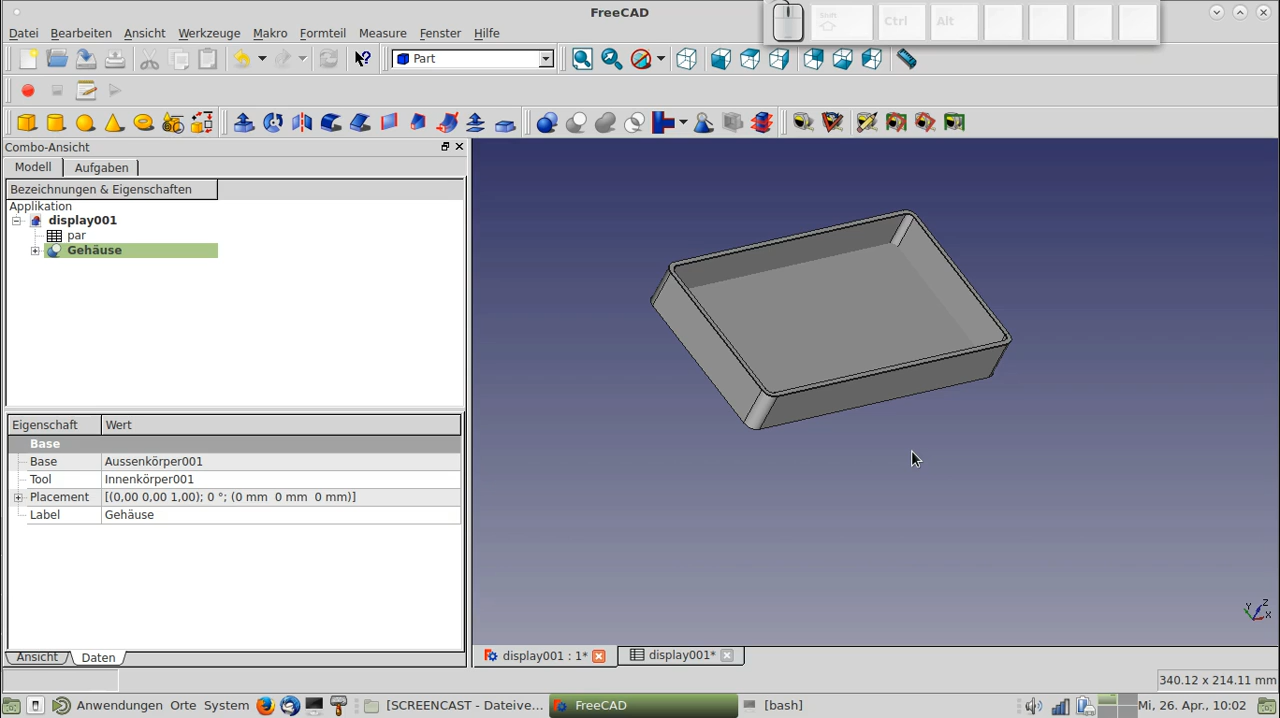 FreeCAD
Shift Ctrl Alt
Datei Bearbeiten Ansicht Werkzeuge Makro Formteil Measure Fenster Hilfe
Part
Combo-Ansicht
Modell Aufgaben
Bezeichnungen & Eigenschaften
Applikation
display001
par
Gehäuse
Eigenschaft Wert
Base
Base Aussenkörper001
Tool Innenkörper001
Placement [(0,00 0,00 1,00); 0 °; (0 mm 0 mm 0 mm)]
Label Gehäuse
Y Z X
Ansicht Daten
display001 : 1* display001*
340.12 x 214.11 mm
Anwendungen Orte System [SCREENCAST - Dateive... FreeCAD [bash] Mi, 26. Apr., 10:02